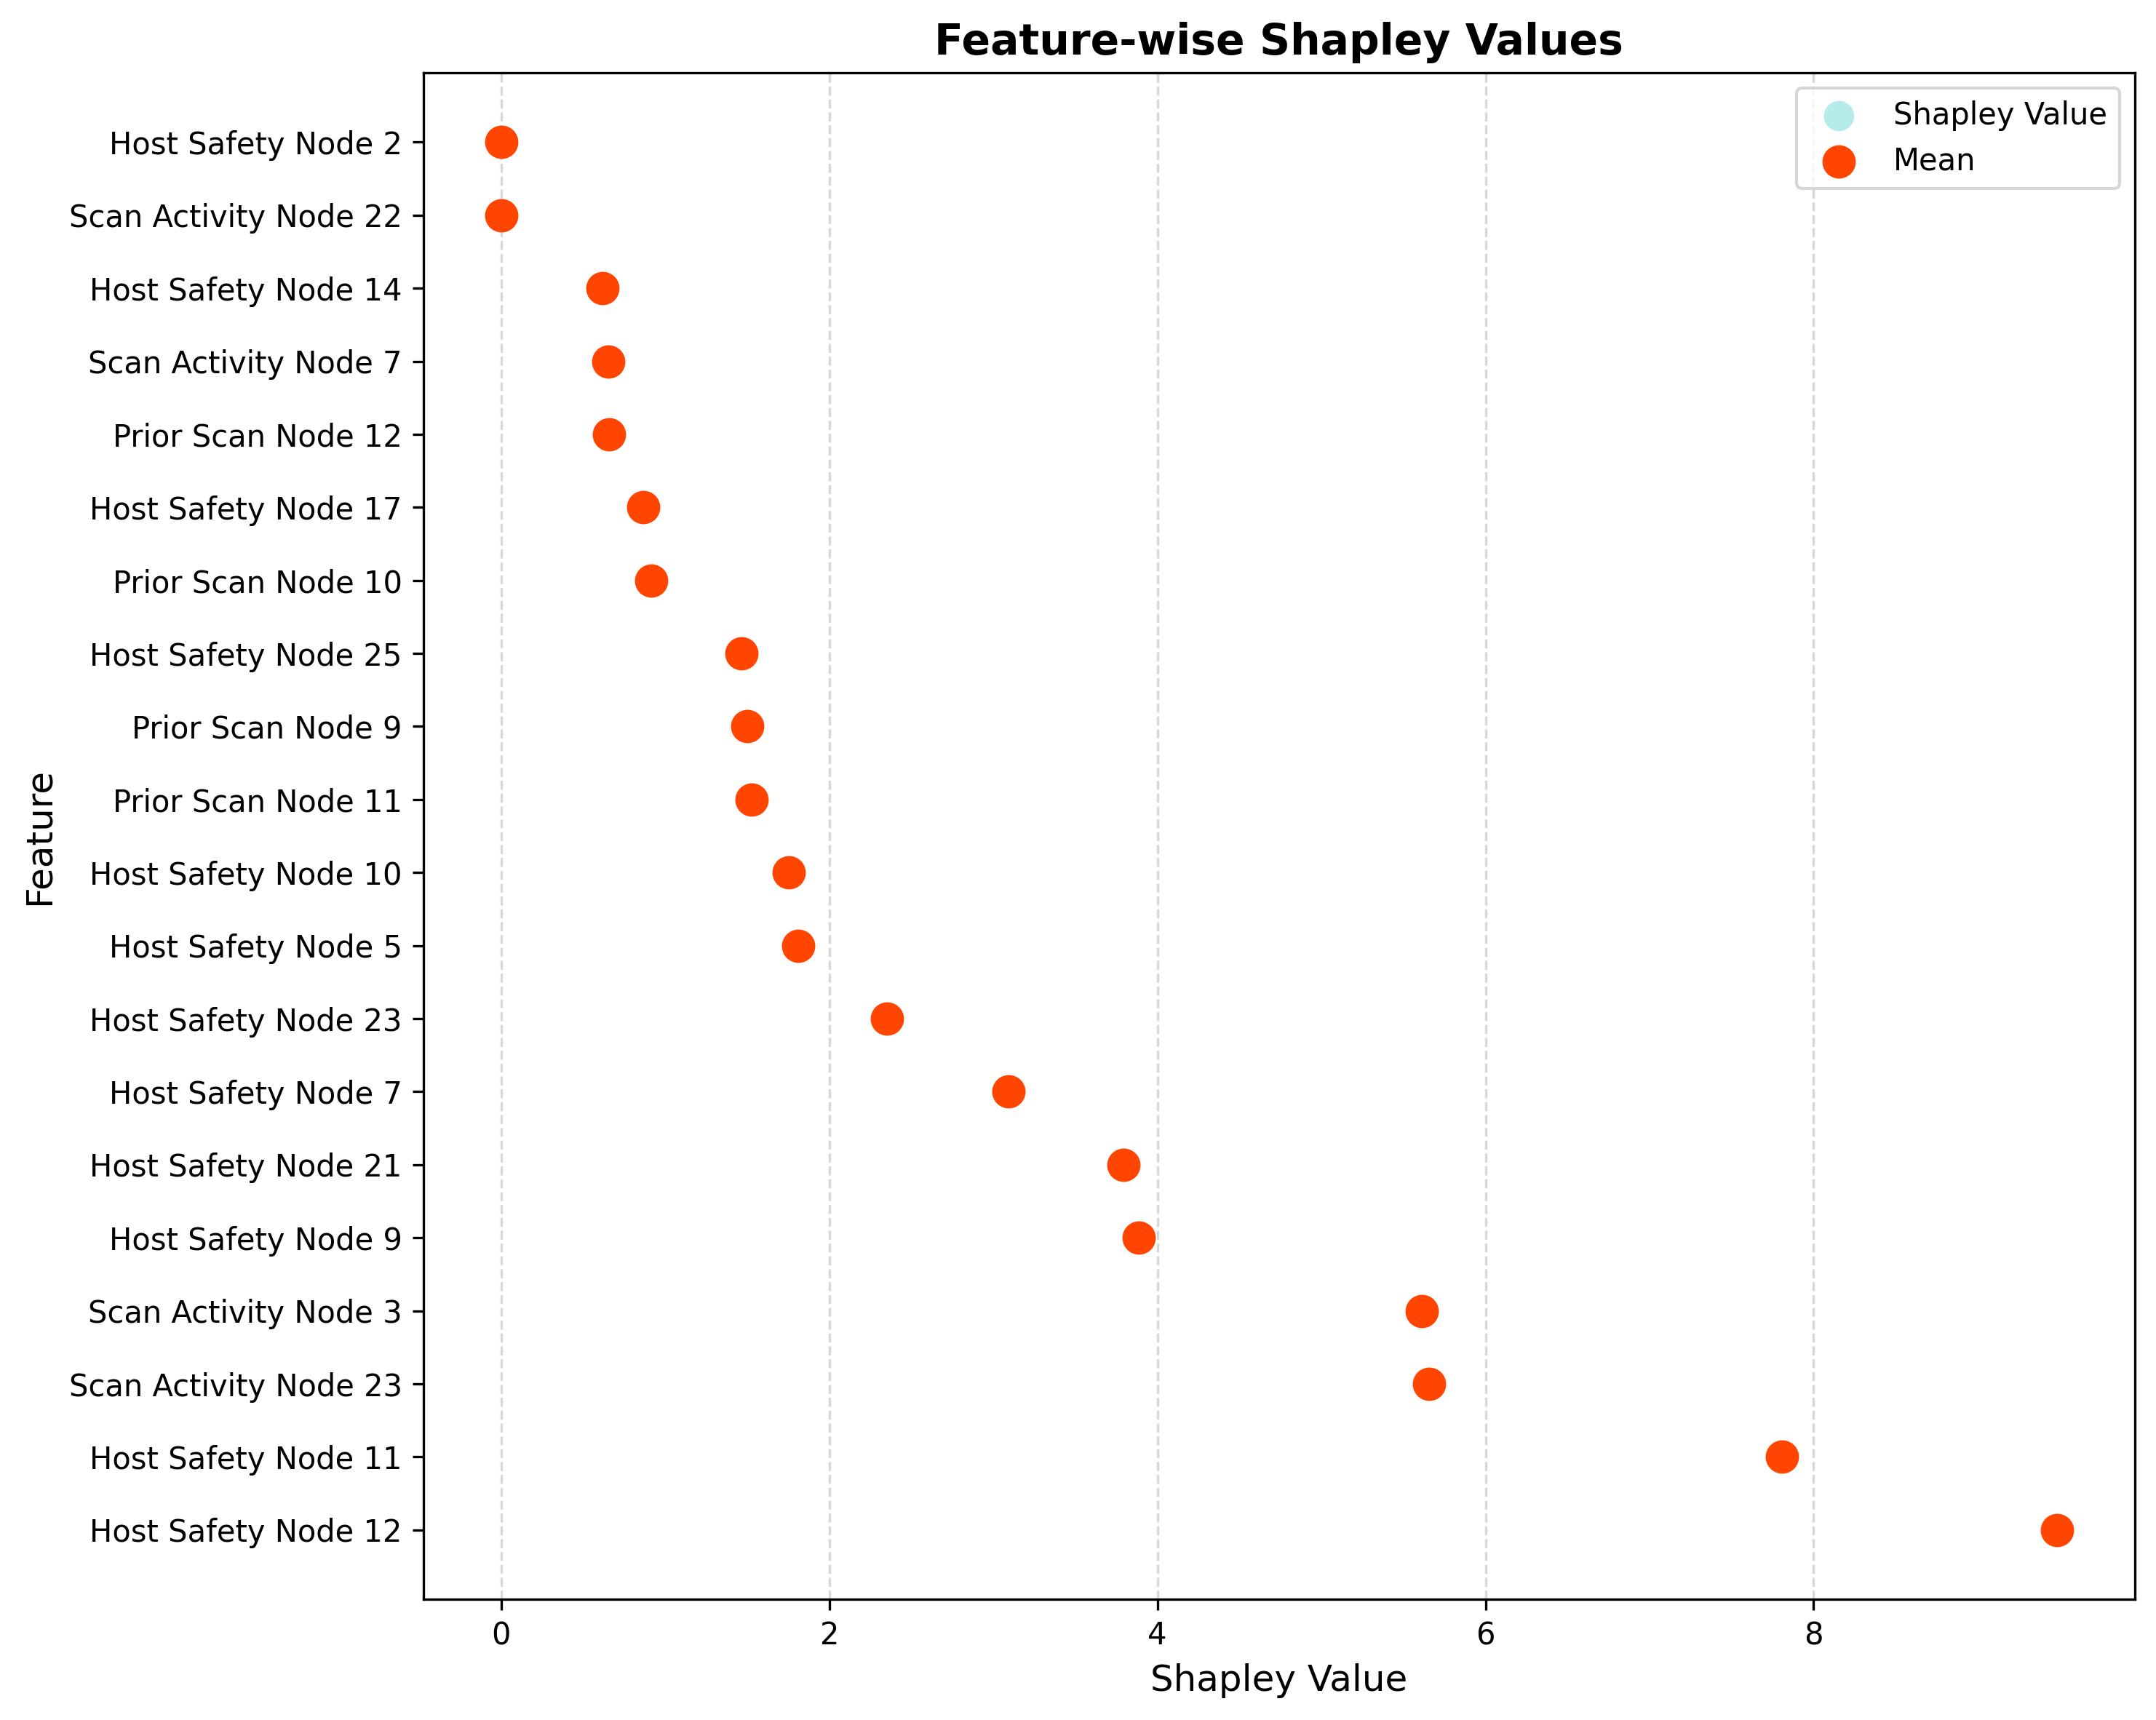 Feature-wise Shapley Values
Shapley Value
Mean
Feature
Host Safety Node 2
Scan Activity Node 22
Host Safety Node 14
Scan Activity Node 7
Prior Scan Node 12
Host Safety Node 17
Prior Scan Node 10
Host Safety Node 25
Prior Scan Node 9
Prior Scan Node 11
Host Safety Node 10
Host Safety Node 5
Host Safety Node 23
Host Safety Node 7
Host Safety Node 21
Host Safety Node 9
Scan Activity Node 3
Scan Activity Node 23
Host Safety Node 11
Host Safety Node 12
0 2 4 6 8
Shapley Value